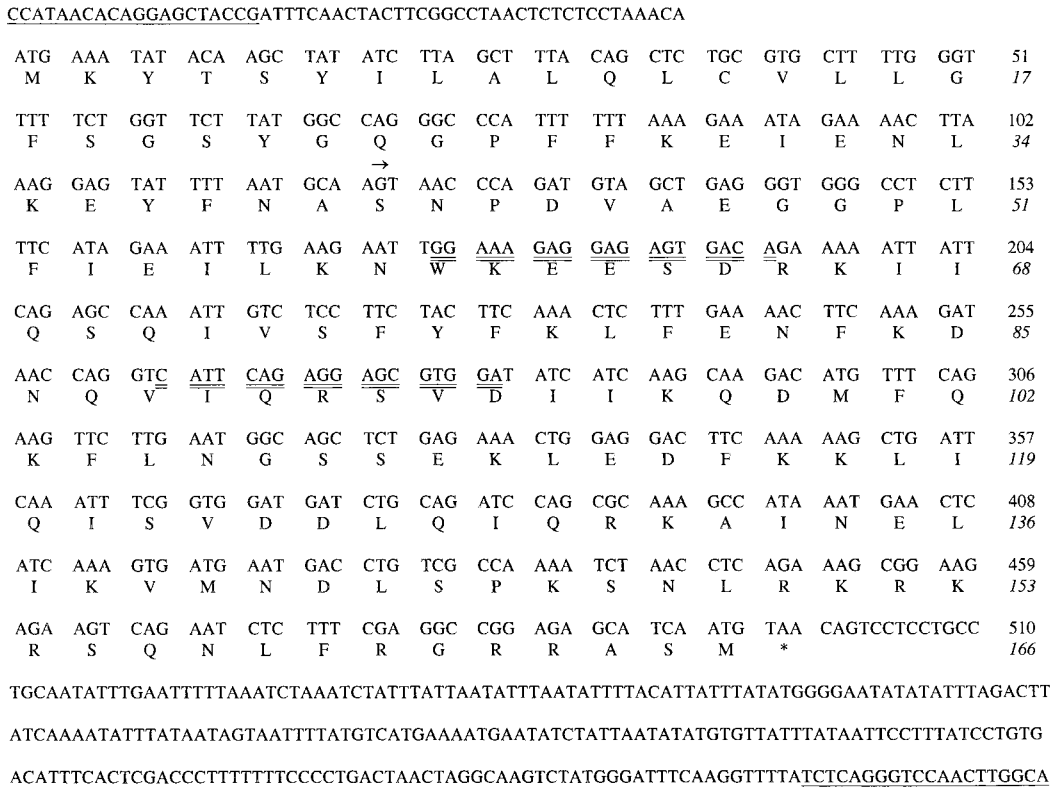 CCATAACACAGGAGCTACCGATTTCAACTACTTCGGCCTAACTCTCTCCTAAACA
ATG AAA TAT ACA AGC TAT ATC TTA GCT TTA CAG CTC TGC GTG CTT TTG GGT 51
M K Y T S Y I L A L Q L C V L L G 17
TTT TCT GGT TCT TAT GGC CAG GGC CCA TTT TTT AAA GAA ATA GAA AAC TTA 102
F S G S Y G Q G P F F K E I E N L 34
→
AAG GAG TAT TTT AAT GCA AGT AAC CCA GAT GTA GCT GAG GGT GGG CCT CTT 153
K E Y F N A S N P D V A E G G P L 51
TTC ATA GAA ATT TTG AAG AAT TGG AAA GAG GAG AGT GAC AGA AAA ATT ATT 204
F I E I L K N W K E E S D R K I I 68
CAG AGC CAA ATT GTC TCC TTC TAC TTC AAA CTC TTT GAA AAC TTC AAA GAT 255
Q S Q I V S F Y F K L F E N F K D 85
AAC CAG GTC ATT CAG AGG AGC GTG GAT ATC ATC AAG CAA GAC ATG TTT CAG 306
N Q V I Q R S V D I I K Q D M F Q 102
AAG TTC TTG AAT GGC AGC TCT GAG AAA CTG GAG GAC TTC AAA AAG CTG ATT 357
K F L N G S S E K L E D F K K L I 119
CAA ATT TCG GTG GAT GAT CTG CAG ATC CAG CGC AAA GCC ATA AAT GAA CTC 408
Q I S V D D L Q I Q R K A I N E L 136
ATC AAA GTG ATG AAT GAC CTG TCG CCA AAA TCT AAC CTC AGA AAG CGG AAG 459
I K V M N D L S P K S N L R K R K 153
AGA AGT CAG AAT CTC TTT CGA GGC CGG AGA GCA TCA ATG TAA CAGTCCTCCTGCC 510
R S Q N L F R G R R A S M * 166
TGCAATATTTGAATTTTTAAATCTAAATCTATTTATTAATATTTAATATTTTACATTATTTATATGGGGAATATATATTTAGACTT
ATCAAAATATTTATAATAGTAATTTTATGTCATGAAAATGAATATCTATTAATATATGTGTTATTTATAATTCCTTTATCCTGTG
ACATTTCACTCGACCCTTTTTTTCCCCTGACTAACTAGGCAAGTCTATGGGATTTCAAGGTTTTATCTCAGGGTCCAACTTGGCA